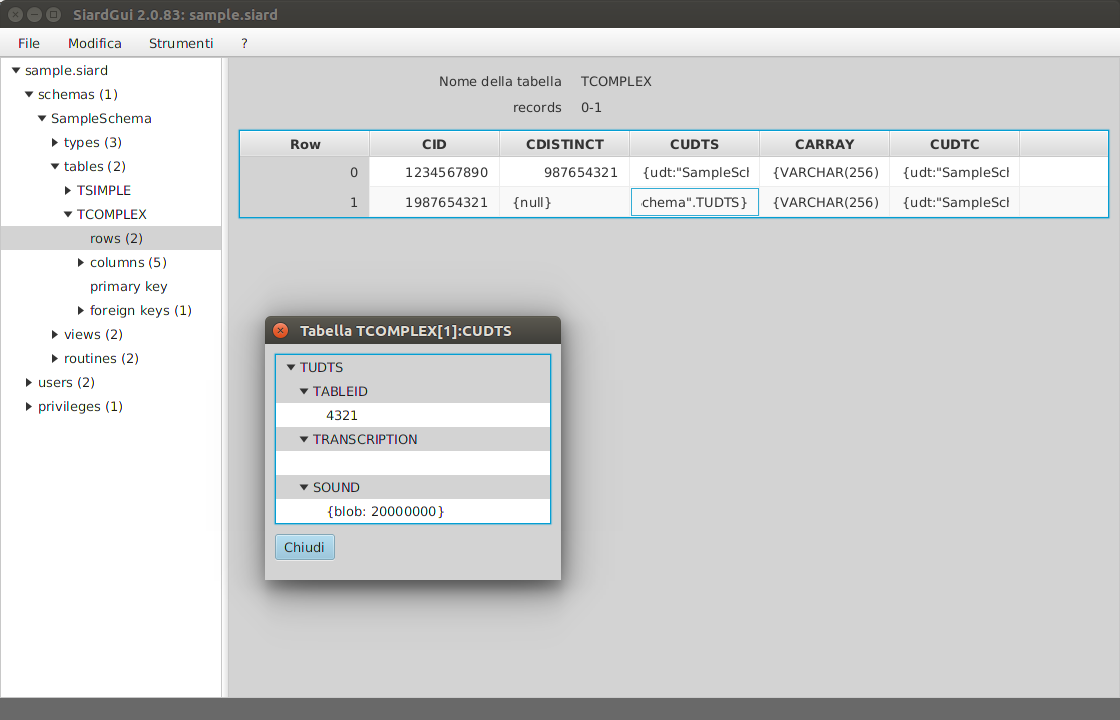 SiardGui 2.0.83: sample.siard
File Modifica Strumenti ?
sample.siard
schemas (1)
SampleSchema
types (3)
tables (2)
TSIMPLE
TCOMPLEX
rows (2)
columns (5)
primary key
foreign keys (1)
views (2)
routines (2)
users (2)
privileges (1)
Nome della tabella TCOMPLEX
records 0-1
Row CID CDISTINCT CUDTS CARRAY CUDTC
0 1234567890 987654321 {udt:"SampleSch {VARCHAR(256) {udt:"SampleSch
1 1987654321 {null} chema".TUDTS} {VARCHAR(256) {udt:"SampleSch
Tabella TCOMPLEX[1]:CUDTS
TUDTS
TABLEID
4321
TRANSCRIPTION
SOUND
{blob: 20000000}
Chiudi